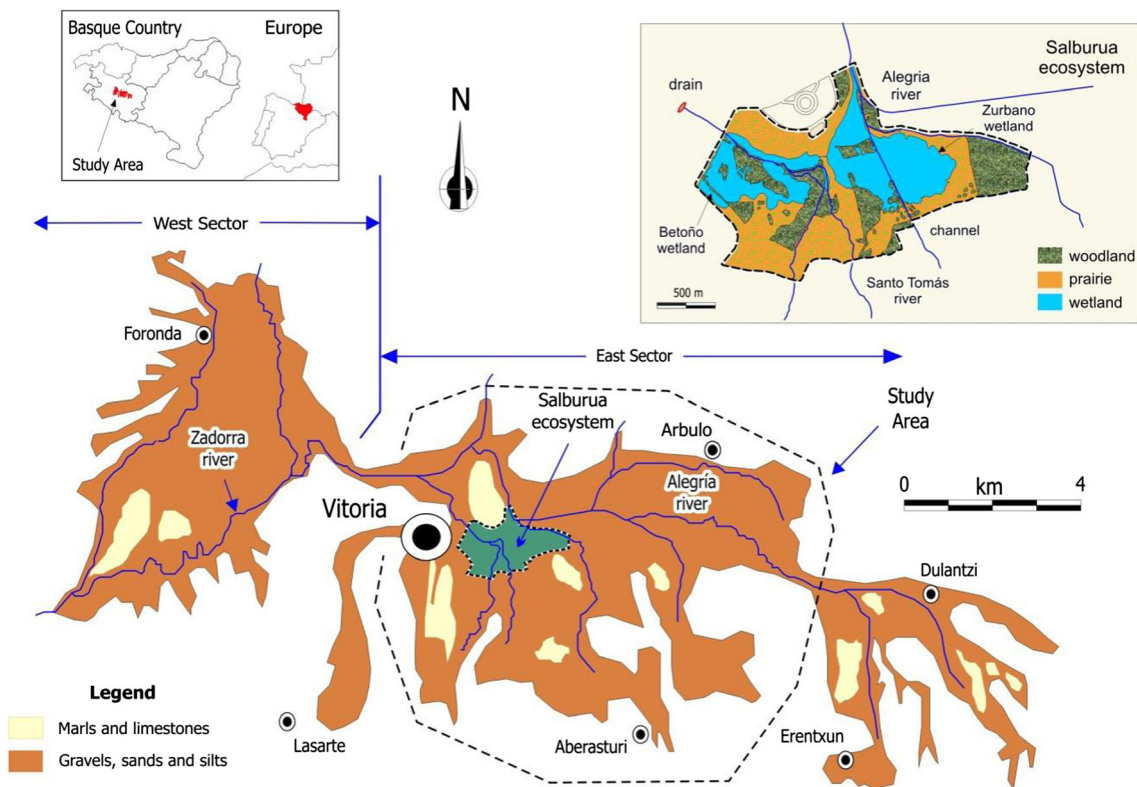 Basque Country
Europe
Study Area
N
Salburua
ecosystem
Alegria
river
drain
Zurbano
wetland
Betoño
wetland
channel
Santo Tomás
river
500 m
woodland
prairie
wetland
West Sector
East Sector
Foronda
Zadorra
river
Salburua
ecosystem
Study
Area
Arbulo
Alegría
river
0 km 4
Vitoria
Dulantzi
Lasarte
Aberasturi
Erentxun
Legend
Marls and limestones
Gravels, sands and silts